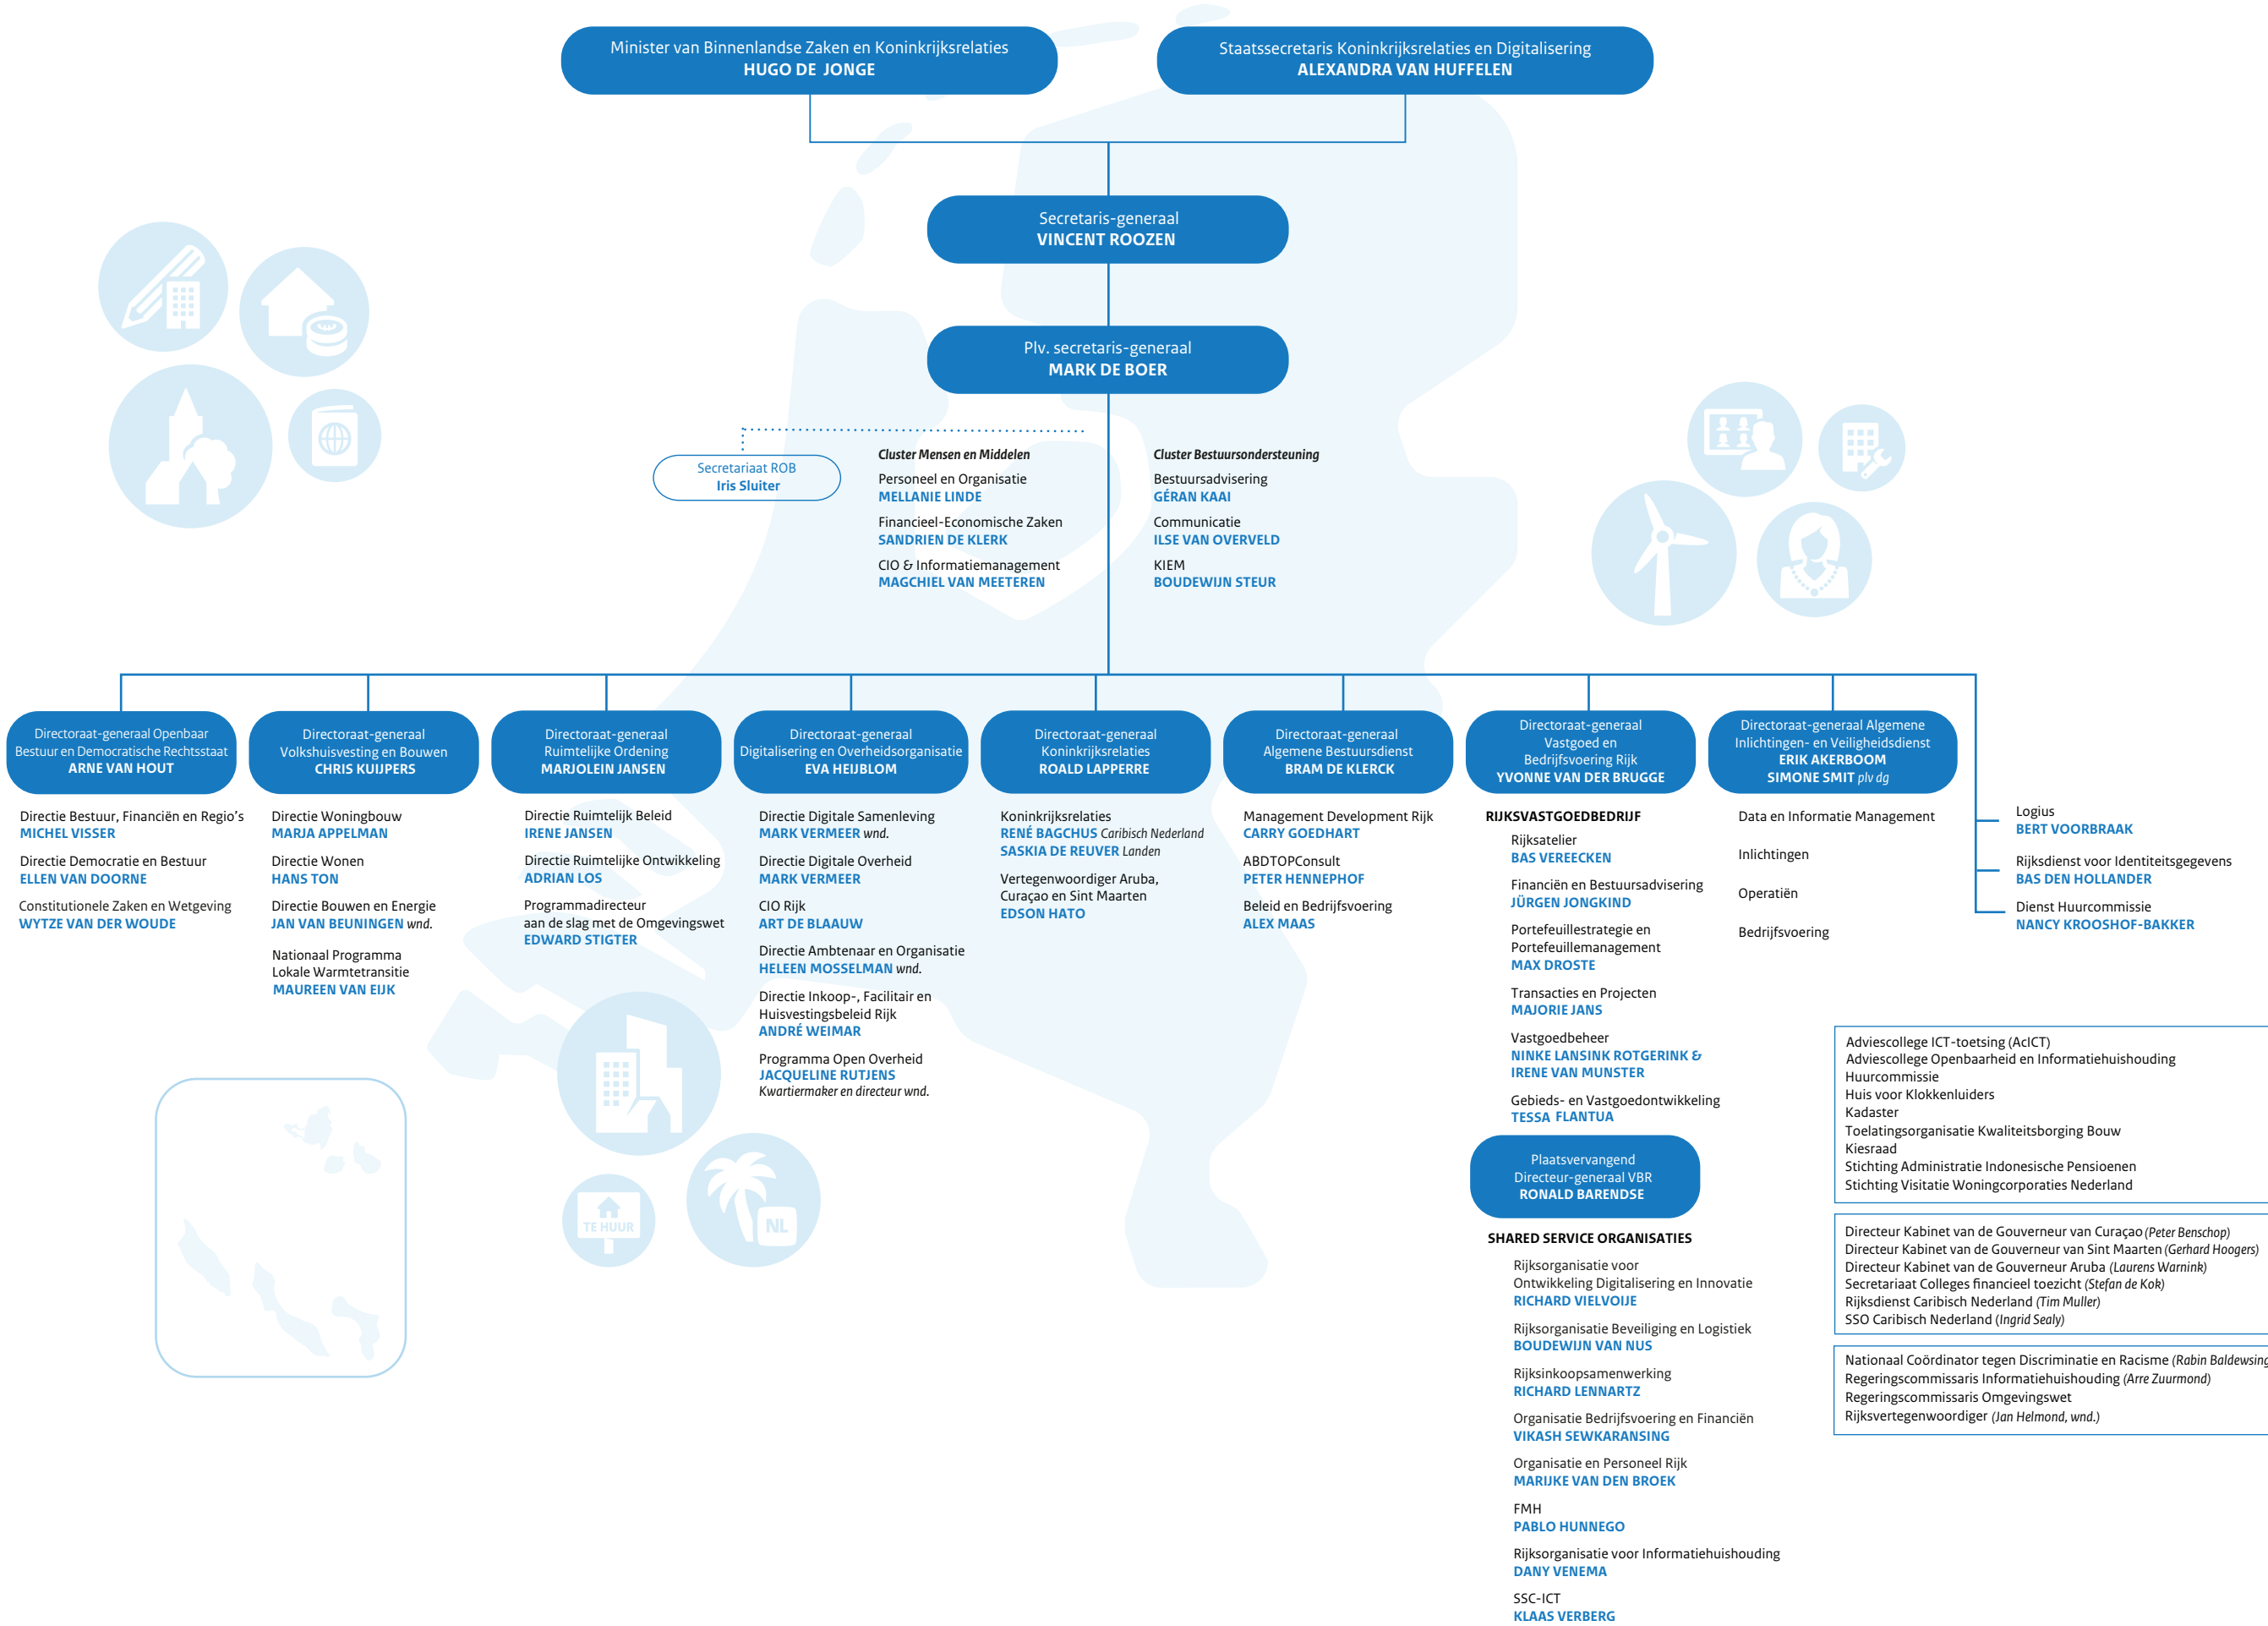 Minister van Binnenlandse Zaken en Koninkrijksrelaties
HUGO DE JONGE
Staatssecretaris Koninkrijksrelaties en Digitalisering
ALEXANDRA VAN HUFFELEN
Secretaris-generaal
VINCENT ROOZEN
Plv. secretaris-generaal
MARK DE BOER
Secretariaat ROB
Iris Sluiter
Cluster Mensen en Middelen
Personeel en Organisatie
MELLANIE LINDE
Financieel-Economische Zaken
SANDRIEN DE KLERK
CIO & Informatiemanagement
MAGCHIEL VAN MEETEREN
Cluster Bestuursondersteuning
Bestuursadvisering
GÉRAN KAAI
Communicatie
ILSE VAN OVERVELD
KIEM
BOUDEWIJN STEUR
Directoraat-generaal Openbaar
Bestuur en Democratische Rechtsstaat
ARNE VAN HOUT
Directie Bestuur, Financiën en Regio's
MICHEL VISSER
Directie Democratie en Bestuur
ELLEN VAN DOORNE
Constitutionele Zaken en Wetgeving
WYTZE VAN DER WOUDE
Directoraat-generaal
Volkshuisvesting en Bouwen
CHRIS KUIJPERS
Directie Woningbouw
MARJA APPELMAN
Directie Wonen
HANS TON
Directie Bouwen en Energie
JAN VAN BEUNINGEN wnd.
Nationaal Programma
Lokale Warmtetransitie
MAUREEN VAN EIJK
Directoraat-generaal
Ruimtelijke Ordening
MARJOLEIN JANSEN
Directie Ruimtelijk Beleid
IRENE JANSEN
Directie Ruimtelijke Ontwikkeling
ADRIAN LOS
Programmadirecteur
aan de slag met de Omgevingswet
EDWARD STIGTER
Directoraat-generaal
Digitalisering en Overheidsorganisatie
EVA HEIJBLOM
Directie Digitale Samenleving
MARK VERMEER wnd.
Directie Digitale Overheid
MARK VERMEER
CIO Rijk
ART DE BLAAUW
Directie Ambtenaar en Organisatie
HELEEN MOSSELMAN wnd.
Directie Inkoop-, Facilitair en
Huisvestingsbeleid Rijk
ANDRÉ WEIMAR
Programma Open Overheid
JACQUELINE RUTJENS
Kwartiermaker en directeur wnd.
Directoraat-generaal
Koninkrijksrelaties
ROALD LAPPERRE
Koninkrijksrelaties
RENÉ BAGCHUS Caribisch Nederland
SASKIA DE REUVER Landen
Vertegenwoordiger Aruba,
Curaçao en Sint Maarten
EDSON HATO
Directoraat-generaal
Algemene Bestuursdienst
BRAM DE KLERCK
Management Development Rijk
CARRY GOEDHART
ABDTOPConsult
PETER HENNEPHOF
Beleid en Bedrijfsvoering
ALEX MAAS
Directoraat-generaal
Vastgoed en
Bedrijfsvoering Rijk
YVONNE VAN DER BRUGGE
RIJKSVASTGOEDBEDRIJF
Rijksatelier
BAS VEREECKEN
Financiën en Bestuursadvisering
JÜRGEN JONGKIND
Portefeuillestrategie en
Portefeuillemanagement
MAX DROSTE
Transacties en Projecten
MAJORIE JANS
Vastgoedbeheer
NINKE LANSINK ROTGERINK &
IRENE VAN MUNSTER
Gebieds- en Vastgoedontwikkeling
TESSA FLANTUA
Plaatsvervangend
Directeur-generaal VBR
RONALD BARENDSE
SHARED SERVICE ORGANISATIES
Rijksorganisatie voor
Ontwikkeling Digitalisering en Innovatie
RICHARD VIELVOIJE
Rijksorganisatie Beveiliging en Logistiek
BOUDEWIJN VAN NUS
Rijksinkoopsamenwerking
RICHARD LENNARTZ
Organisatie Bedrijfsvoering en Financiën
VIKASH SEWKARANSING
Organisatie en Personeel Rijk
MARIJKE VAN DEN BROEK
FMH
PABLO HUNNEGO
Rijksorganisatie voor Informatiehuishouding
DANY VENEMA
SSC-ICT
KLAAS VERBERG
Directoraat-generaal Algemene
Inlichtingen- en Veiligheidsdienst
ERIK AKERBOOM
SIMONE SMIT plv dg
Data en Informatie Management
Inlichtingen
Operatiën
Bedrijfsvoering
Logius
BERT VOORBRAAK
Rijksdienst voor Identiteitsgegevens
BAS DEN HOLLANDER
Dienst Huurcommissie
NANCY KROOSHOF-BAKKER
Adviescollege ICT-toetsing (AcICT)
Adviescollege Openbaarheid en Informatiehuishouding
Huurcommissie
Huis voor Klokkenluiders
Kadaster
Toelatingsorganisatie Kwaliteitsborging Bouw
Kiesraad
Stichting Administratie Indonesische Pensioenen
Stichting Visitatie Woningcorporaties Nederland
Directeur Kabinet van de Gouverneur van Curaçao (Peter Benschop)
Directeur Kabinet van de Gouverneur van Sint Maarten (Gerhard Hoogers)
Directeur Kabinet van de Gouverneur Aruba (Laurens Warnink)
Secretariaat Colleges financieel toezicht (Stefan de Kok)
Rijksdienst Caribisch Nederland (Tim Muller)
SSO Caribisch Nederland (Ingrid Sealy)
Nationaal Coördinator tegen Discriminatie en Racisme (Rabin Baldewsing
Regeringscommissaris Informatiehuishouding (Arre Zuurmond)
Regeringscommissaris Omgevingswet
Rijksvertegenwoordiger (Jan Helmond, wnd.)
TE HUUR
NL